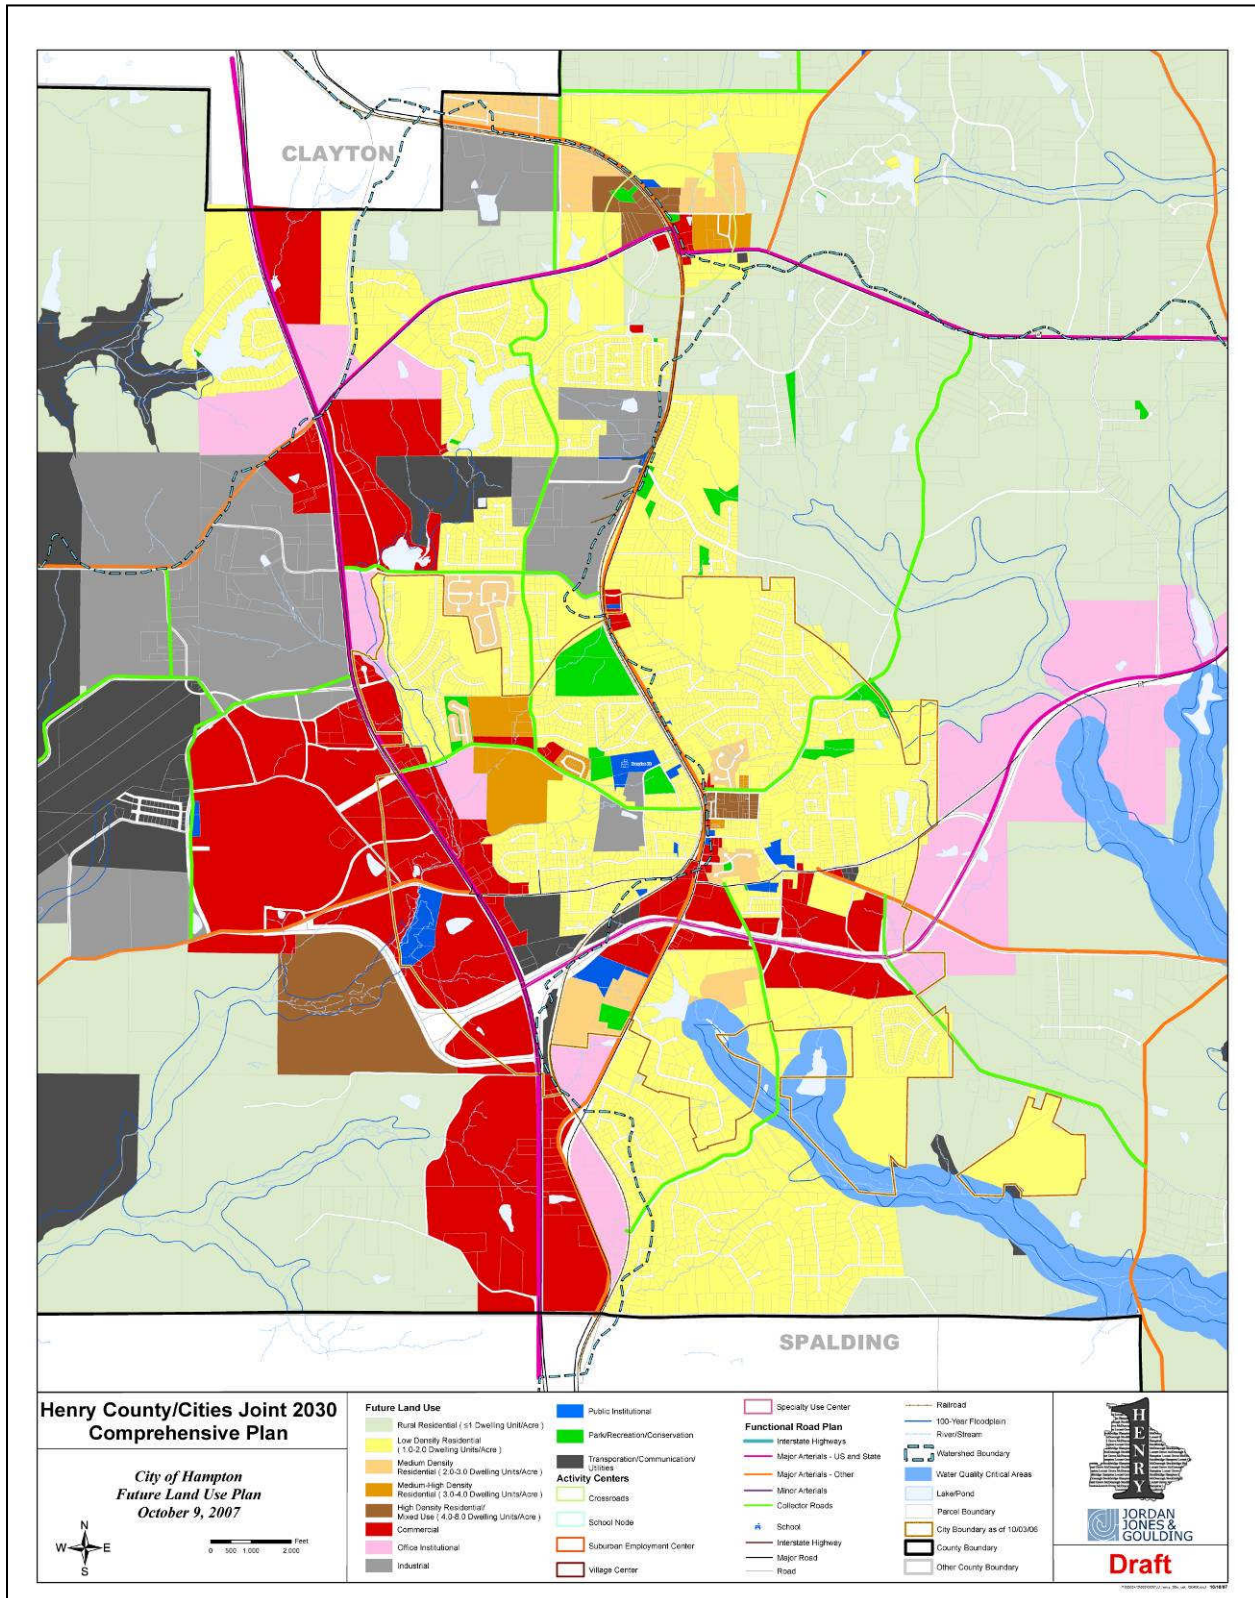 CLAYTON
SPALDING
Henry County/Cities Joint 2030
Comprehensive Plan
City of Hampton
Future Land Use Plan
October 9, 2007
N
W
E
S
0 500 1,000 2,000 Feet
Future Land Use
Rural Residential ( ≤1 Dwelling Unit/Acre )
Low Density Residential
( 1.0-2.0 Dwelling Units/Acre )
Medium Density
Residential ( 2.0-3.0 Dwelling Units/Acre )
Medium-High Density
Residential ( 3.0-4.0 Dwelling Units/Acre )
High Density Residential/
Mixed Use ( 4.0-8.0 Dwelling Units/Acre )
Commercial
Office Institutional
Industrial
Public Institutional
Park/Recreation/Conservation
Transporation/Communication/
Utilities
Activity Centers
Crossroads
School Node
Suburban Employment Center
Village Center
Specialty Use Center
Functional Road Plan
Interstate Highways
Major Arterials - US and State
Major Arterials - Other
Minor Arterials
Collector Roads
School
Interstate Highway
Major Road
Road
Railroad
100-Year Floodplain
River/Stream
Watershed Boundary
Water Quality Critical Areas
Lake/Pond
Parcel Boundary
City Boundary as of 10/03/06
County Boundary
Other County Boundary
HENRY
JORDAN
JONES &
GOULDING
Draft